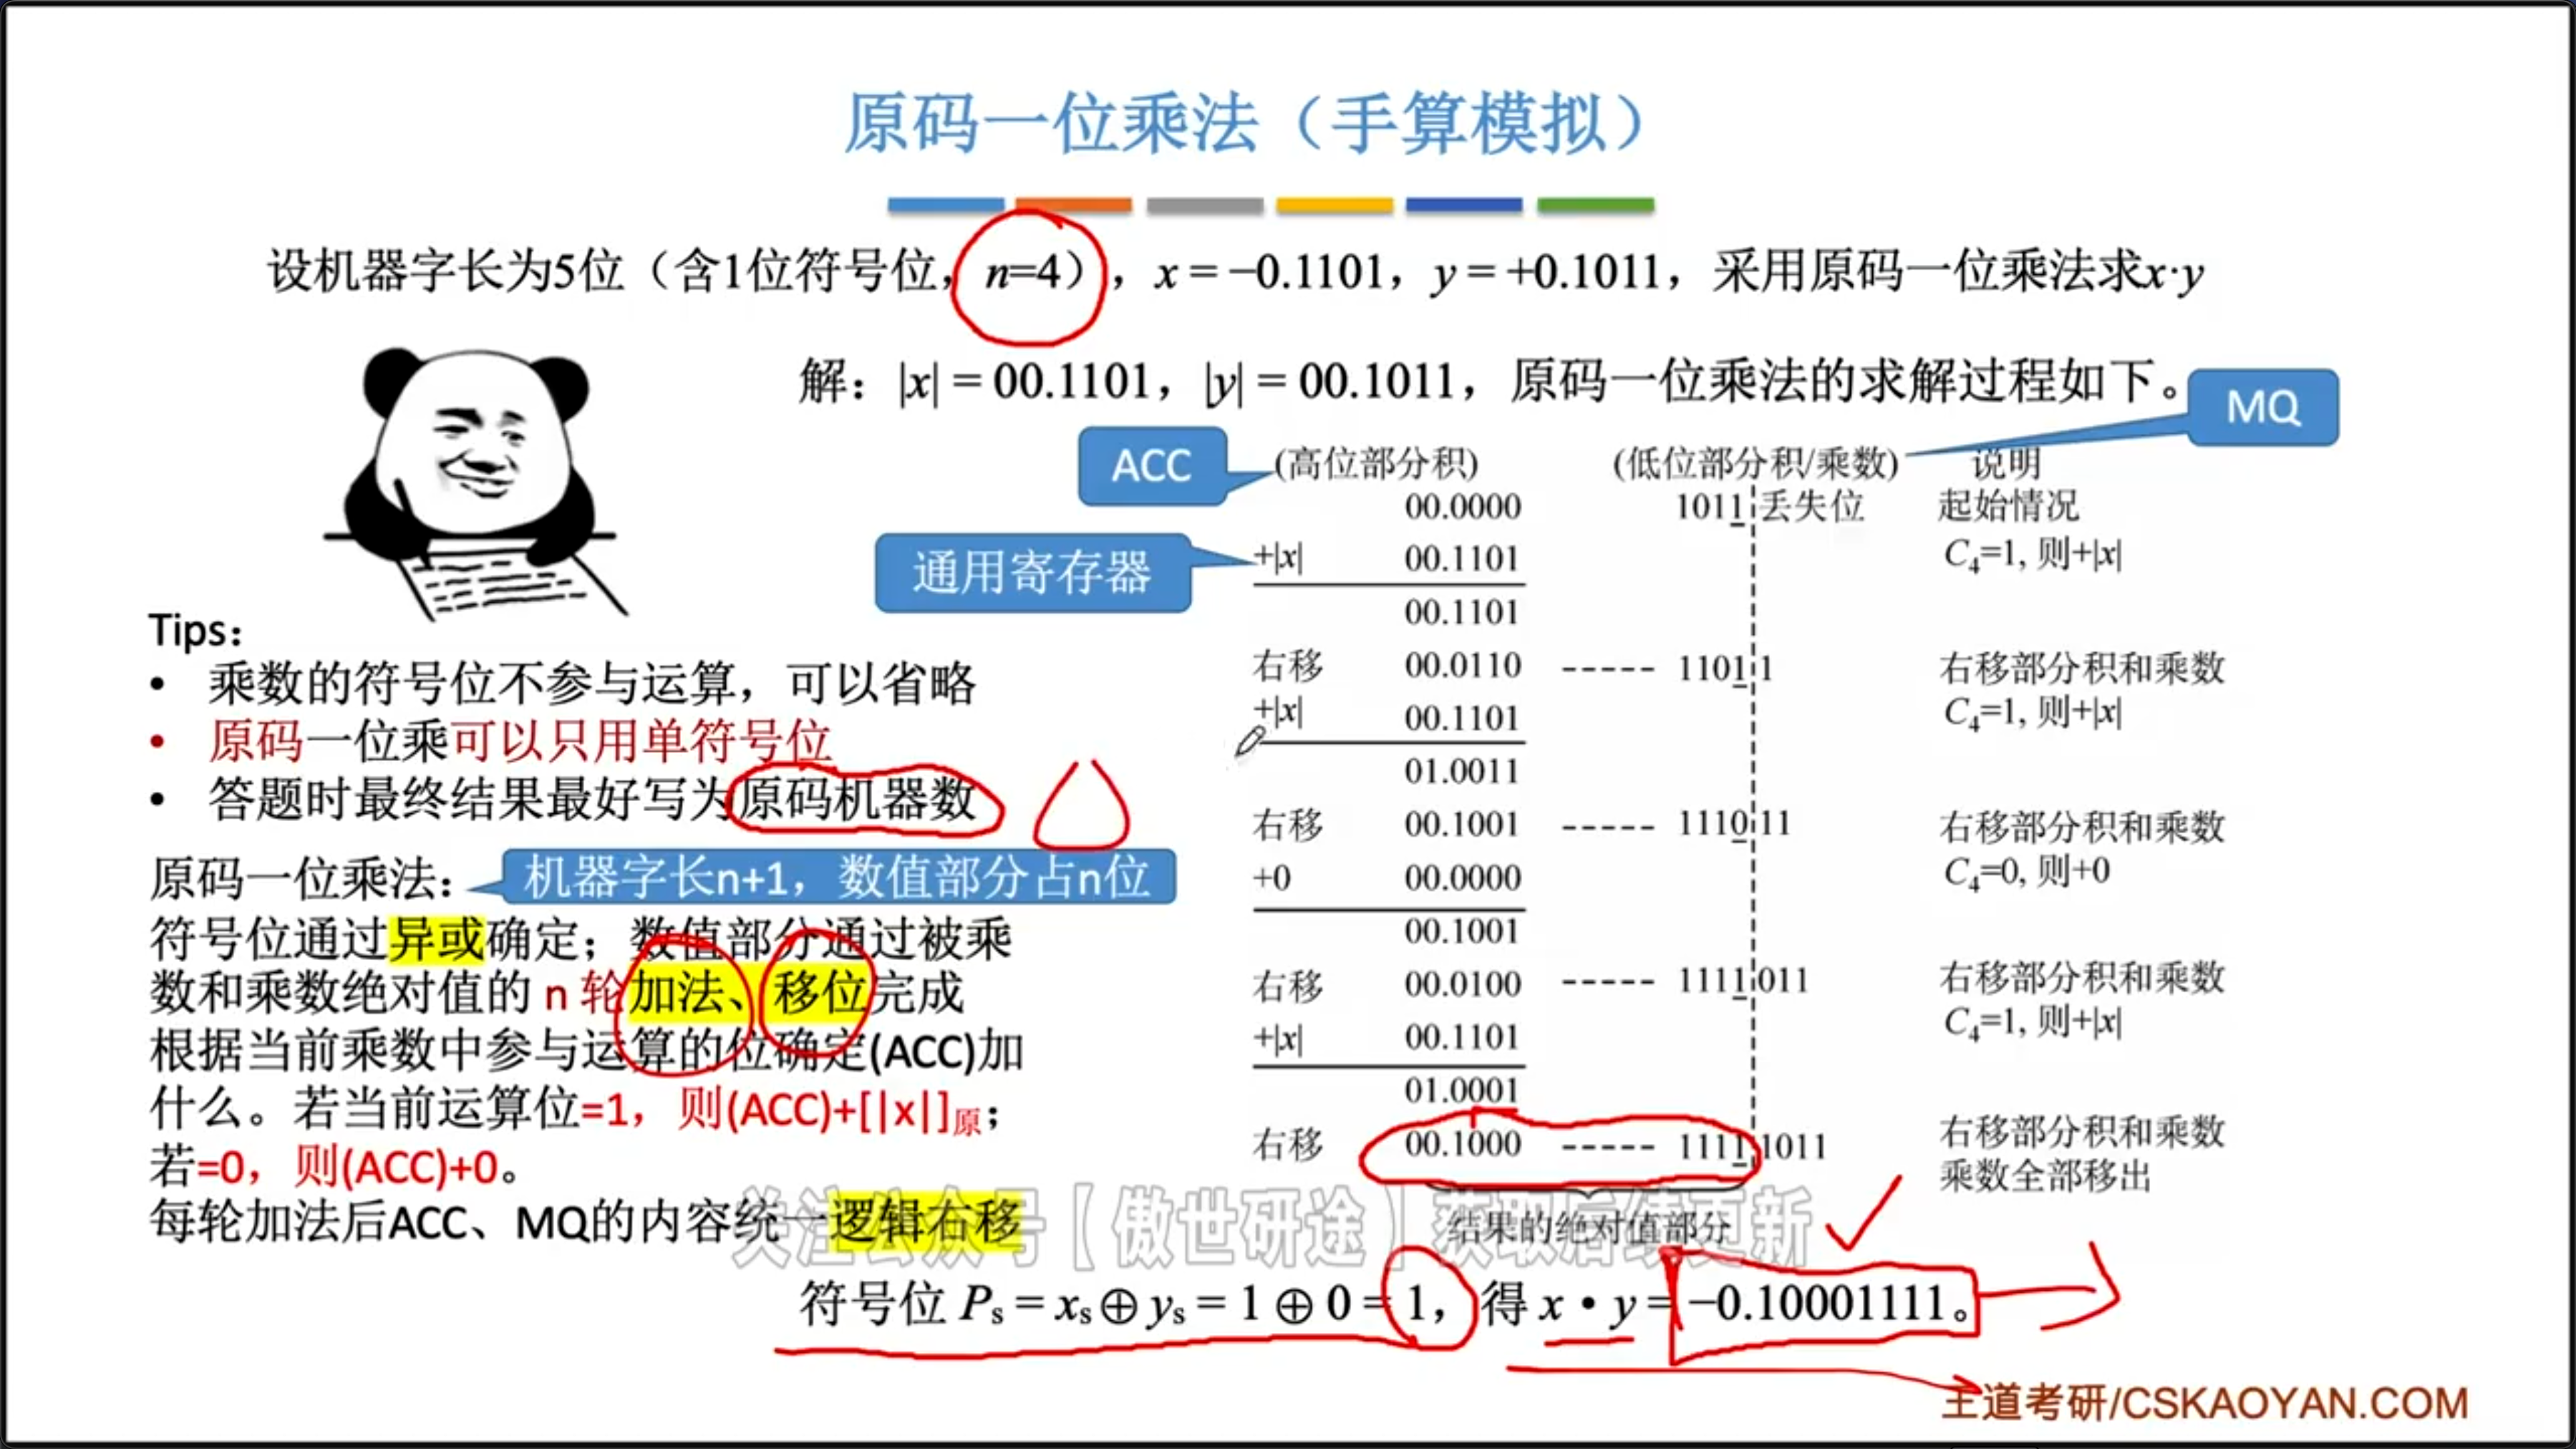 原码一位乘法（手算模拟）
设机器字长为5位（含1位符号位，n=4），x = −0.1101，y = +0.1011，采用原码一位乘法求x·y
解：|x| = 00.1101，|y| = 00.1011，原码一位乘法的求解过程如下。
MQ
ACC
通用寄存器
(高位部分积) (低位部分积/乘数) 说明
00.0000 1011 丢失位 起始情况
+|x| 00.1101 C₄=1, 则+|x|
00.1101
右移 00.0110 ----- 1101 1 右移部分积和乘数
+|x| 00.1101 C₄=1, 则+|x|
01.0011
右移 00.1001 ----- 1110 11 右移部分积和乘数
+0 00.0000 C₄=0, 则+0
00.1001
右移 00.0100 ----- 1111 011 右移部分积和乘数
+|x| 00.1101 C₄=1, 则+|x|
01.0001
右移 00.1000 ----- 1111 1011 右移部分积和乘数
乘数全部移出
结果的绝对值部分
Tips：
• 乘数的符号位不参与运算，可以省略
• 原码一位乘可以只用单符号位
• 答题时最终结果最好写为原码机器数
原码一位乘法：
机器字长n+1，数值部分占n位
符号位通过异或确定；数值部分通过被乘
数和乘数绝对值的 n 轮加法、移位完成
根据当前乘数中参与运算的位确定(ACC)加
什么。若当前运算位=1，则(ACC)+[|x|]原；
若=0，则(ACC)+0。
每轮加法后ACC、MQ的内容统一逻辑右移
关注公众号【傲世研途】获取后续更新
符号位 Pₛ = xₛ⊕yₛ = 1⊕0 = 1，得 x • y = −0.10001111。
王道考研/CSKAOYAN.COM